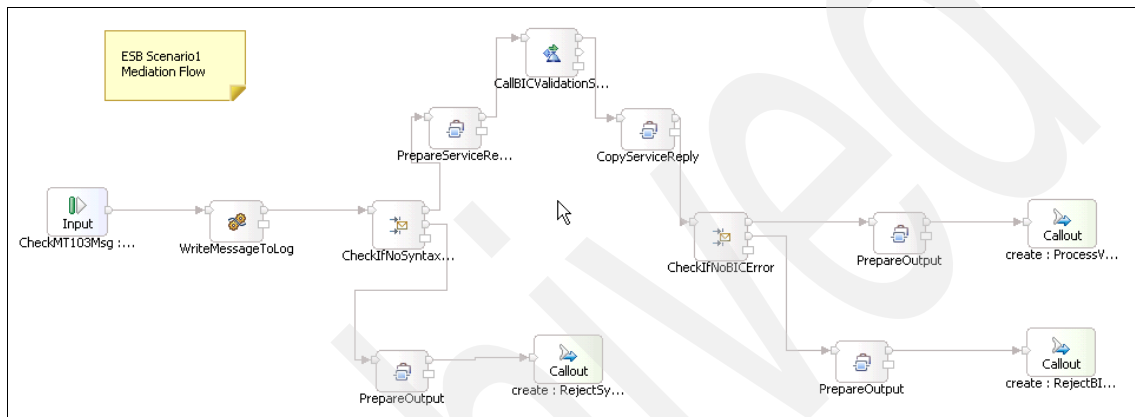 ESB Scenario1
Mediation Flow
CallBICValidationS...
PrepareServiceRe...
CopyServiceReply
Input
CheckMT103Msg :...
WriteMessageToLog
CheckIfNoSyntax...
CheckIfNoBICError
PrepareOutput
Callout
create : ProcessV...
PrepareOutput
Callout
create : RejectSy...
PrepareOutput
Callout
create : RejectBI...